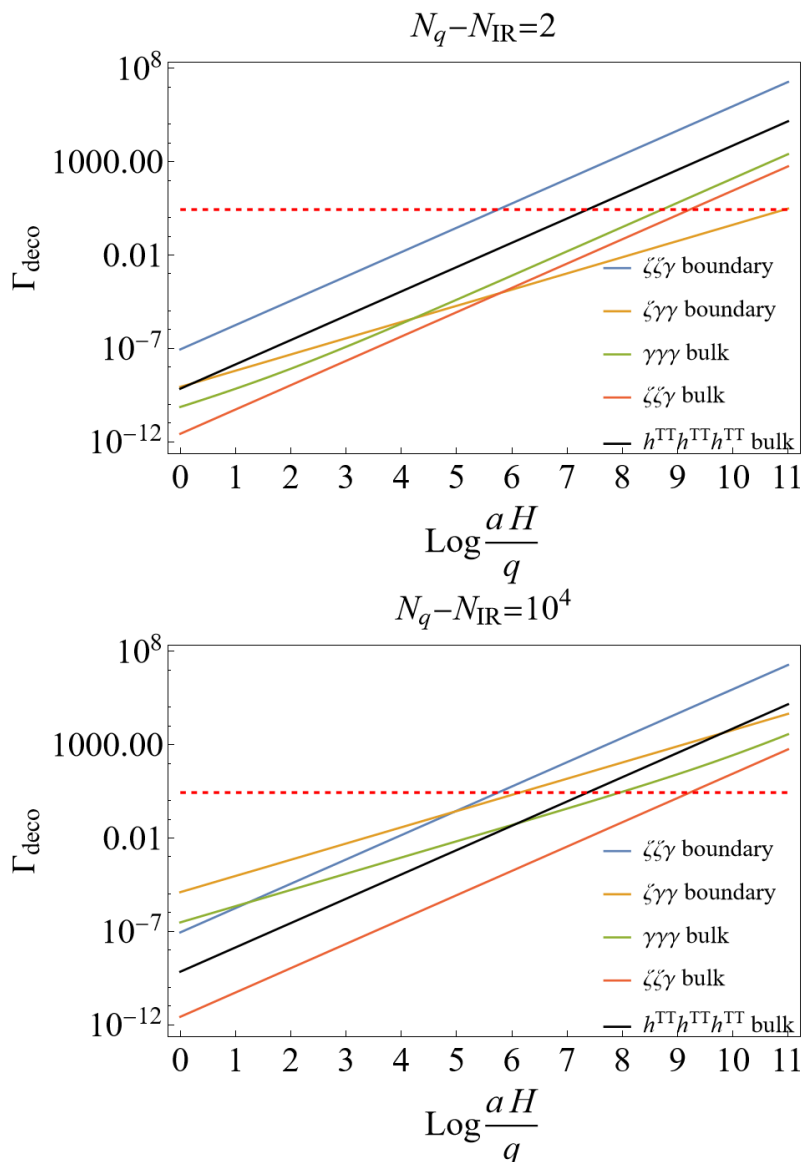 N_q−N_IR=2
10^8
1000.00
0.01
10^−7
10^−12
Γ_deco
ζζγ boundary
ζγγ boundary
γγγ bulk
ζζγ bulk
h^TT h^TT h^TT bulk
0 1 2 3 4 5 6 7 8 9 10 11
Log aH/q
N_q−N_IR=10^4
10^8
1000.00
0.01
10^−7
10^−12
Γ_deco
ζζγ boundary
ζγγ boundary
γγγ bulk
ζζγ bulk
h^TT h^TT h^TT bulk
0 1 2 3 4 5 6 7 8 9 10 11
Log aH/q